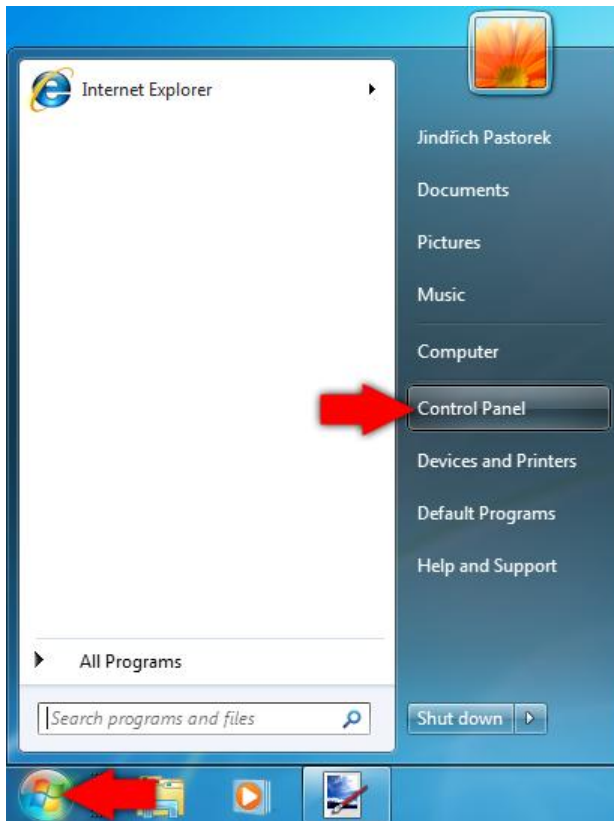 Internet Explorer
Jindřich Pastorek
Documents
Pictures
Music
Computer
Control Panel
Devices and Printers
Default Programs
Help and Support
All Programs
Search programs and files
Shut down